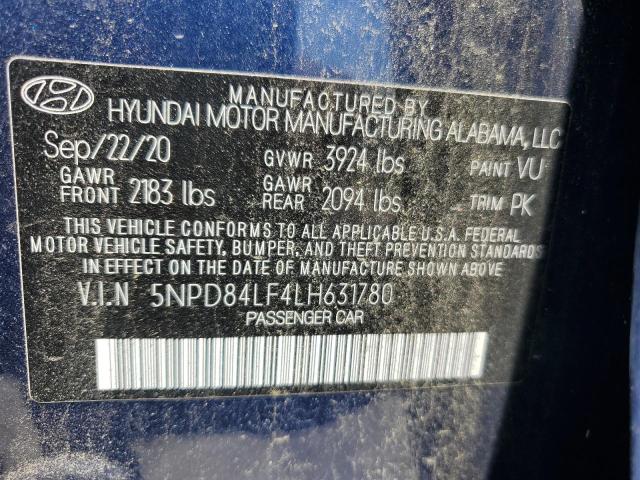 MANUFACTURED BY
HYUNDAI MOTOR MANUFACTURING ALABAMA, LLC
Sep/22/20 GVWR 3924 lbs PAINT VU
GAWR FRONT 2183 lbs GAWR REAR 2094 lbs TRIM PK
THIS VEHICLE CONFORMS TO ALL APPLICABLE U.S.A. FEDERAL
MOTOR VEHICLE SAFETY, BUMPER, AND THEFT PREVENTION STANDARDS
IN EFFECT ON THE DATE OF MANUFACTURE SHOWN ABOVE.
V.I.N 5NPD84LF4LH631780
PASSENGER CAR